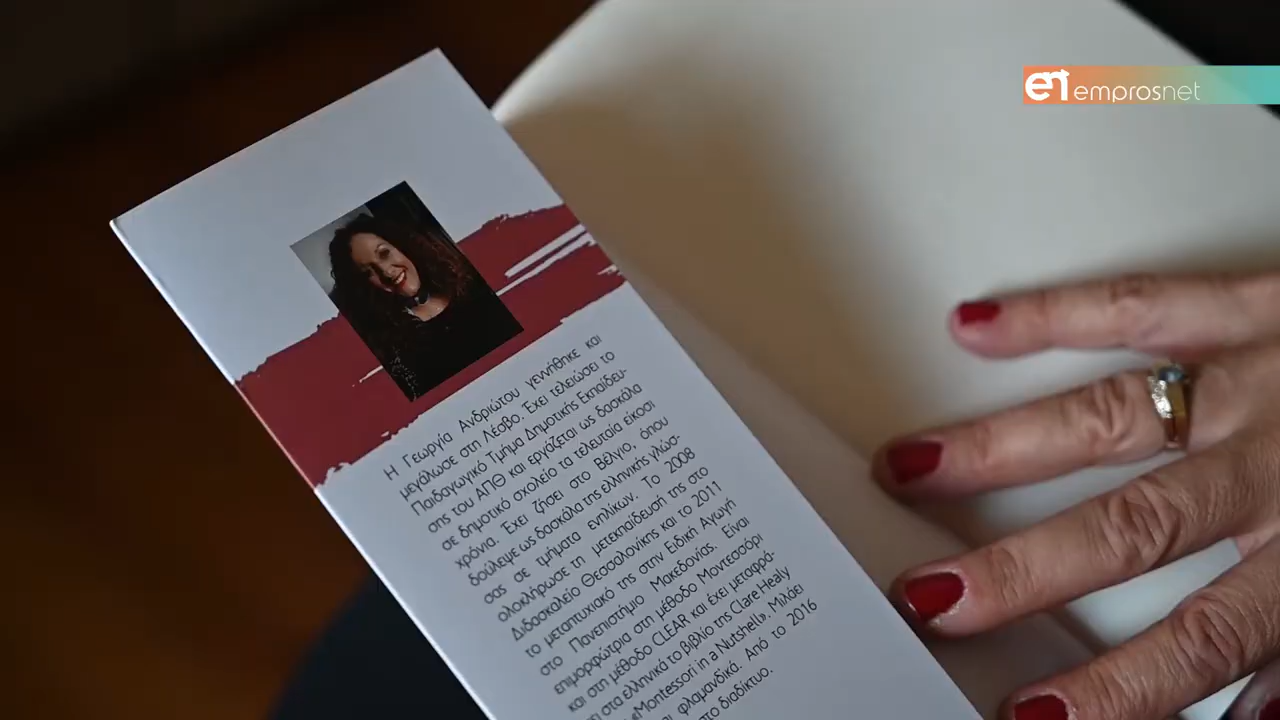 en emprosnet
Η Γεωργία Ανδριώτου γεννήθηκε και
μεγάλωσε στη Λέσβο. Έχει τελειώσει το
Παιδαγωγικό Τμήμα Δημοτικής Εκπαίδευ-
σης του ΑΠΘ και εργάζεται ως δασκάλα
σε δημοτικό σχολείο τα τελευταία είκοσι
χρόνια. Έχει ζήσει στο Βέλγιο, όπου
δούλεψε ως δασκάλα της ελληνικής γλώσ-
σας σε τμήματα ενηλίκων. Το 2008
ολοκλήρωσε τη μετεκπαίδευσή της στο
Διδασκαλείο Θεσσαλονίκης και το 2011
το μεταπτυχιακό της στην Ειδική Αγωγή
στο Πανεπιστήμιο Μακεδονίας. Είναι
επιμορφώτρια στη μέθοδο Μοντεσσόρι
και στη μέθοδο CLEAR και έχει μεταφρά-
σει στα ελληνικά το βιβλίο της Clare Healy
«Montessori in a Nutshell». Μιλάει
και φλαμανδικά. Από το 2016
στο διαδίκτυο.